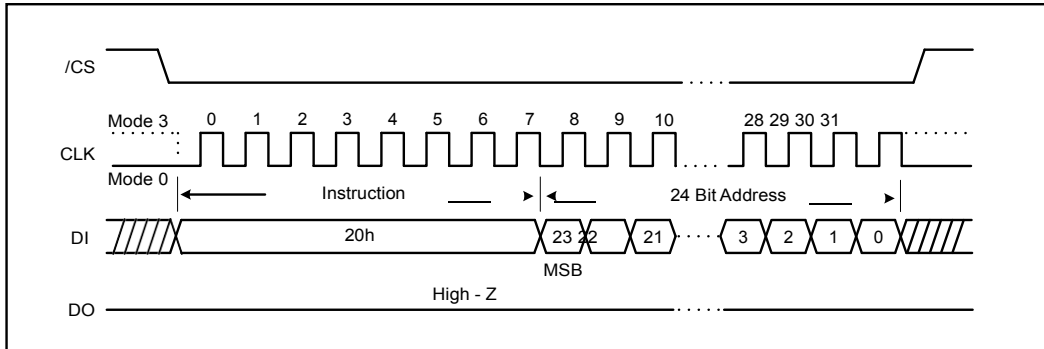 /CS
Mode 3 0 1 2 3 4 5 6 7 8 9 10 28 29 30 31
CLK
Mode 0
Instruction 24 Bit Address
DI 20h 23 22 21 3 2 1 0
MSB
High - Z
DO